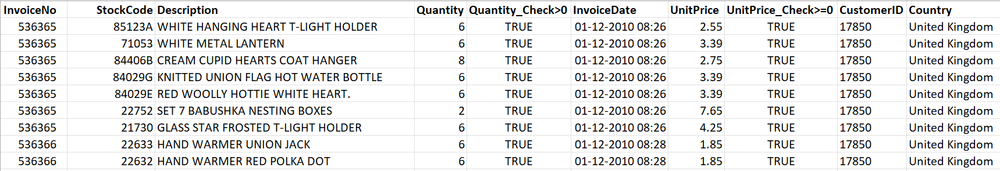 InvoiceNo StockCode Description Quantity Quantity_Check>0 InvoiceDate UnitPrice UnitPrice_Check>=0 CustomerID Country
536365 85123A WHITE HANGING HEART T-LIGHT HOLDER 6 TRUE 01-12-2010 08:26 2.55 TRUE 17850 United Kingdom
536365 71053 WHITE METAL LANTERN 6 TRUE 01-12-2010 08:26 3.39 TRUE 17850 United Kingdom
536365 84406B CREAM CUPID HEARTS COAT HANGER 8 TRUE 01-12-2010 08:26 2.75 TRUE 17850 United Kingdom
536365 84029G KNITTED UNION FLAG HOT WATER BOTTLE 6 TRUE 01-12-2010 08:26 3.39 TRUE 17850 United Kingdom
536365 84029E RED WOOLLY HOTTIE WHITE HEART. 6 TRUE 01-12-2010 08:26 3.39 TRUE 17850 United Kingdom
536365 22752 SET 7 BABUSHKA NESTING BOXES 2 TRUE 01-12-2010 08:26 7.65 TRUE 17850 United Kingdom
536365 21730 GLASS STAR FROSTED T-LIGHT HOLDER 6 TRUE 01-12-2010 08:26 4.25 TRUE 17850 United Kingdom
536366 22633 HAND WARMER UNION JACK 6 TRUE 01-12-2010 08:28 1.85 TRUE 17850 United Kingdom
536366 22632 HAND WARMER RED POLKA DOT 6 TRUE 01-12-2010 08:28 1.85 TRUE 17850 United Kingdom